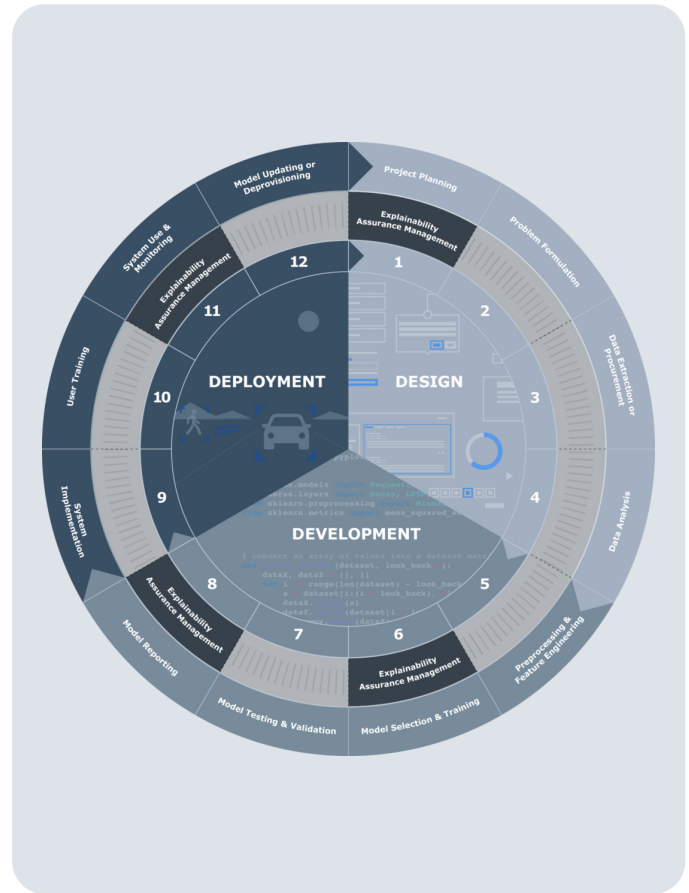 Project Planning
Problem Formulation
Data Extraction or
Procurement
Data Analysis
Preprocessing &
Feature Engineering
Model Selection & Training
Model Testing & Validation
Model Reporting
System
Implementation
User Training
System Use &
Monitoring
Model Updating or
Deprovisioning
Explainability
Assurance Management
Explainability
Assurance Management
Explainability
Assurance Management
Explainability
Assurance Management
1
2
3
4
5
6
7
8
9
10
11
12
DEPLOYMENT
DESIGN
DEVELOPMENT